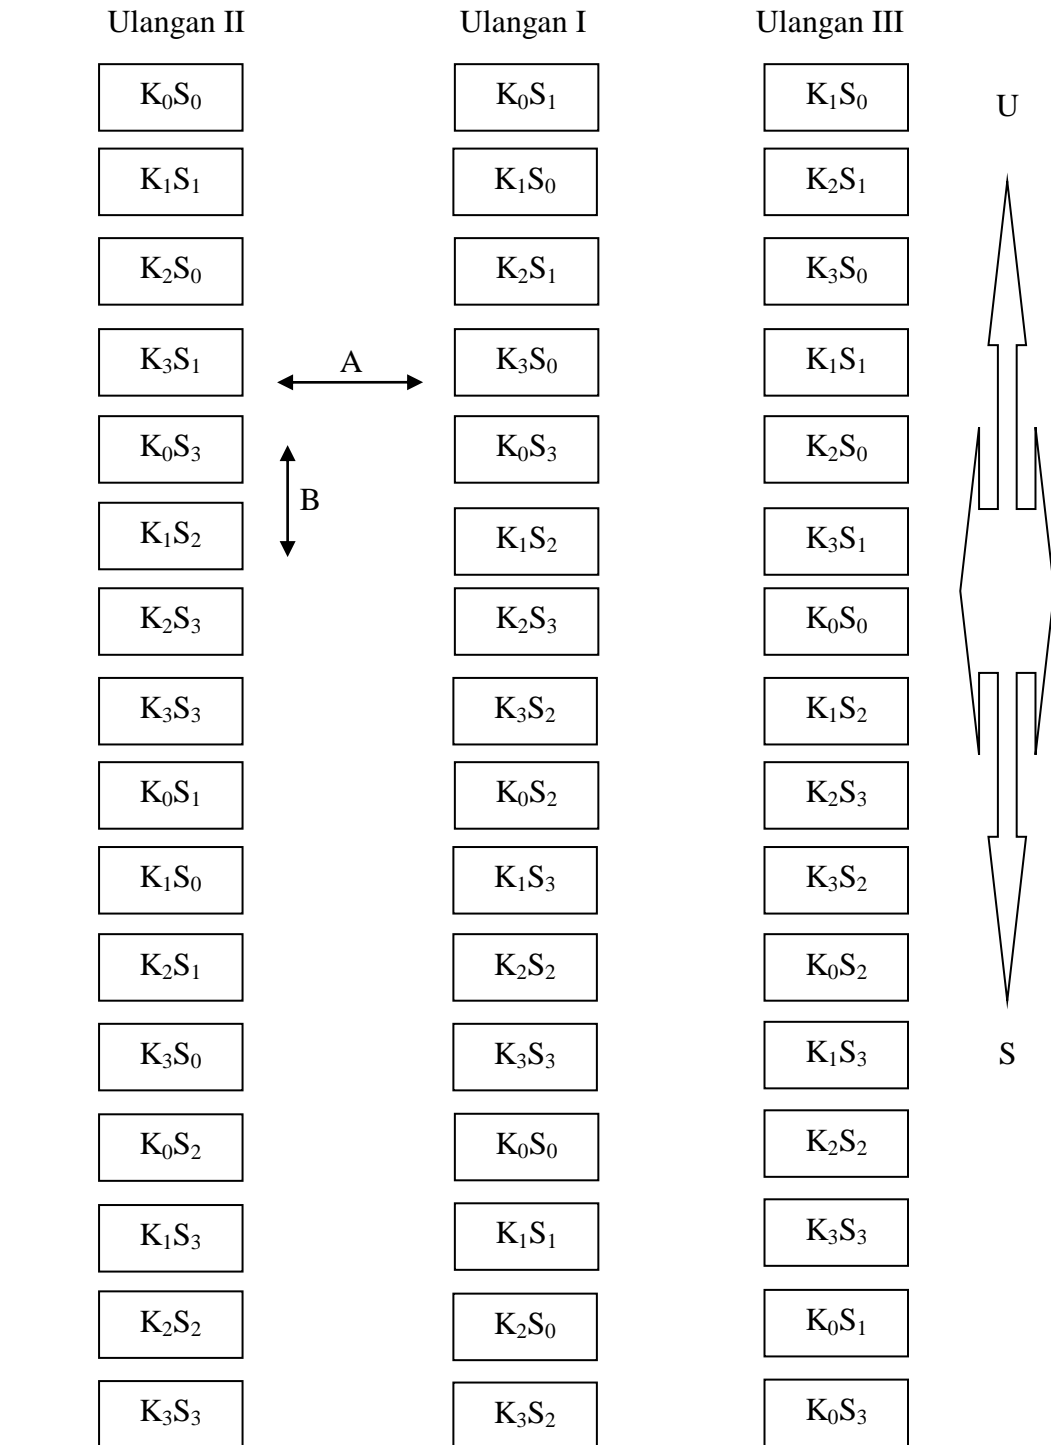 Ulangan II Ulangan I Ulangan III
K₀S₀ K₀S₁ K₁S₀ U
K₁S₁ K₁S₀ K₂S₁
K₂S₀ K₂S₁ K₃S₀
K₃S₁ A K₃S₀ K₁S₁
K₀S₃ K₀S₃ K₂S₀
B
K₁S₂ K₁S₂ K₃S₁
K₂S₃ K₂S₃ K₀S₀
K₃S₃ K₃S₂ K₁S₂
K₀S₁ K₀S₂ K₂S₃
K₁S₀ K₁S₃ K₃S₂
K₂S₁ K₂S₂ K₀S₂
K₃S₀ K₃S₃ K₁S₃ S
K₀S₂ K₀S₀ K₂S₂
K₁S₃ K₁S₁ K₃S₃
K₂S₂ K₂S₀ K₀S₁
K₃S₃ K₃S₂ K₀S₃